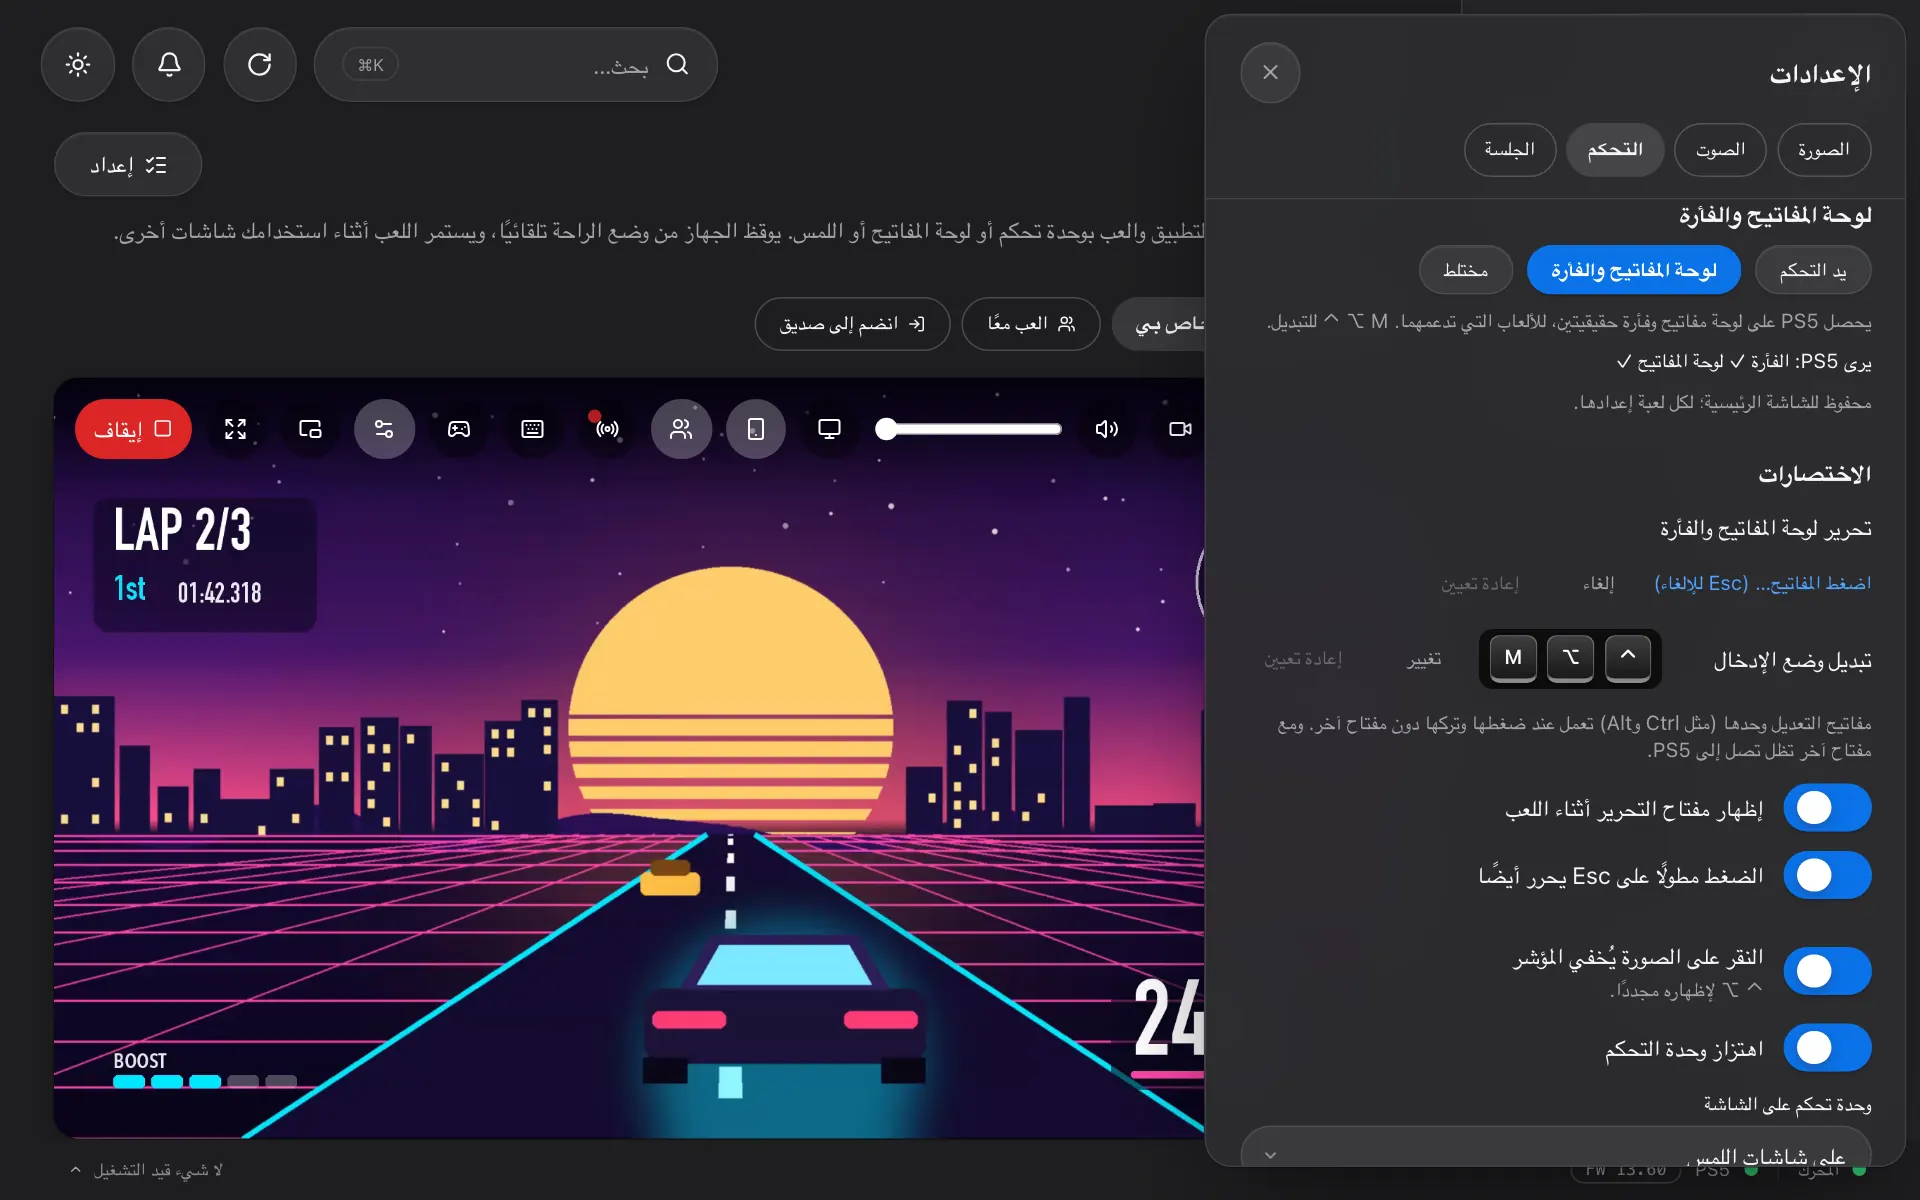 بحث...
⌘K
إعداد
لتطبيق والعب بوحدة تحكم أو لوحة المفاتيح أو اللمس. يوقظ الجهاز من وضع الراحة تلقائيًا، ويستمر اللعب أثناء استخدامك شاشات أخرى.
العب معًا
انضم إلى صديق
إيقاف
LAP 2/3
1st 01:42.318
BOOST
لا شيء قيد التشغيل
الإعدادات
الصورة
الصوت
التحكم
الجلسة
لوحة المفاتيح والفأرة
يد التحكم
لوحة المفاتيح والفأرة
مختلط
يحصل PS5 على لوحة مفاتيح وفأرة حقيقيتين، للألعاب التي تدعمهما. ⌃ ⌥ M للتبديل.
يرى PS5: الفأرة ✓ لوحة المفاتيح ✓
محفوظ للشاشة الرئيسية؛ لكل لعبة إعدادها.
الاختصارات
تحرير لوحة المفاتيح والفأرة
اضغط المفاتيح... (Esc للإلغاء)
إلغاء
إعادة تعيين
تبديل وضع الإدخال
⌃ ⌥ M
تغيير
إعادة تعيين
مفاتيح التعديل وحدها (مثل Ctrl وAlt) تعمل عند ضغطها وتركها دون مفتاح آخر. ومع
مفتاح آخر تظل تصل إلى PS5.
إظهار مفتاح التحرير أثناء اللعب
الضغط مطولًا على Esc يحرر أيضًا
النقر على الصورة يُخفي المؤشر
⌃ ⌥ لإظهاره مجددًا.
اهتزاز وحدة التحكم
وحدة تحكم على الشاشة
على شاشات اللمس
المحرك
PS5
FW 13.60